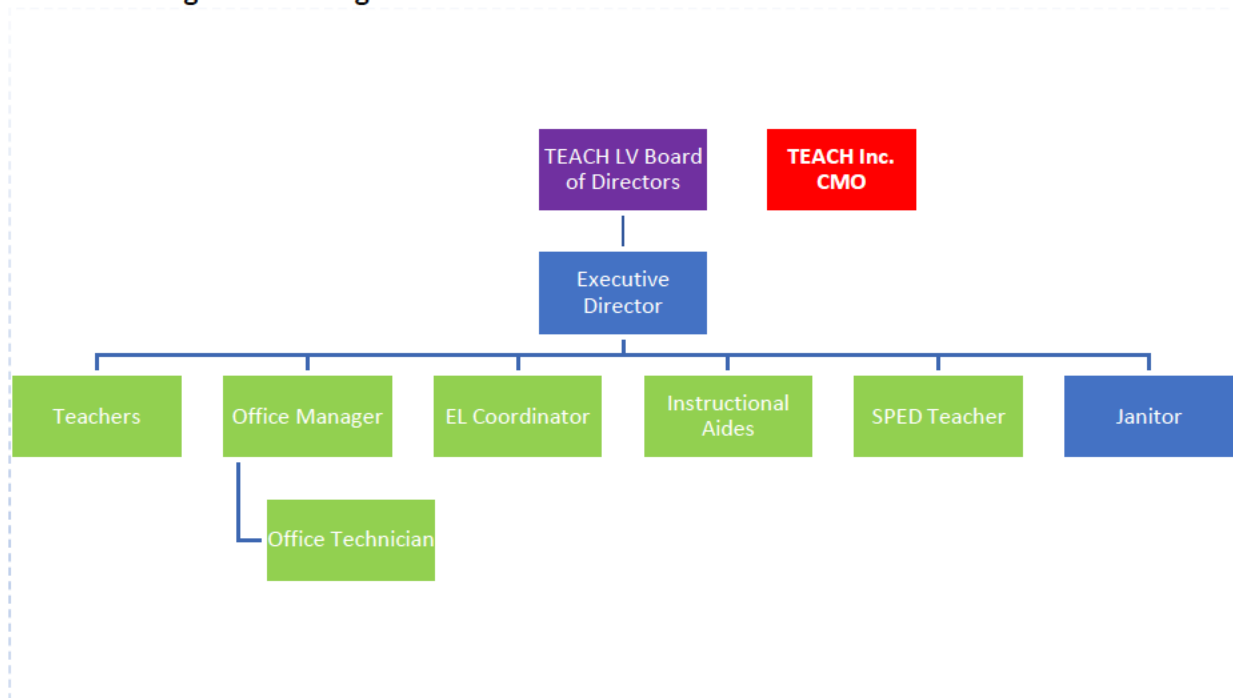 TEACH LV Board
of Directors
TEACH Inc.
CMO
Executive
Director
Teachers
Office Manager
EL Coordinator
Instructional
Aides
SPED Teacher
Janitor
Office Technician